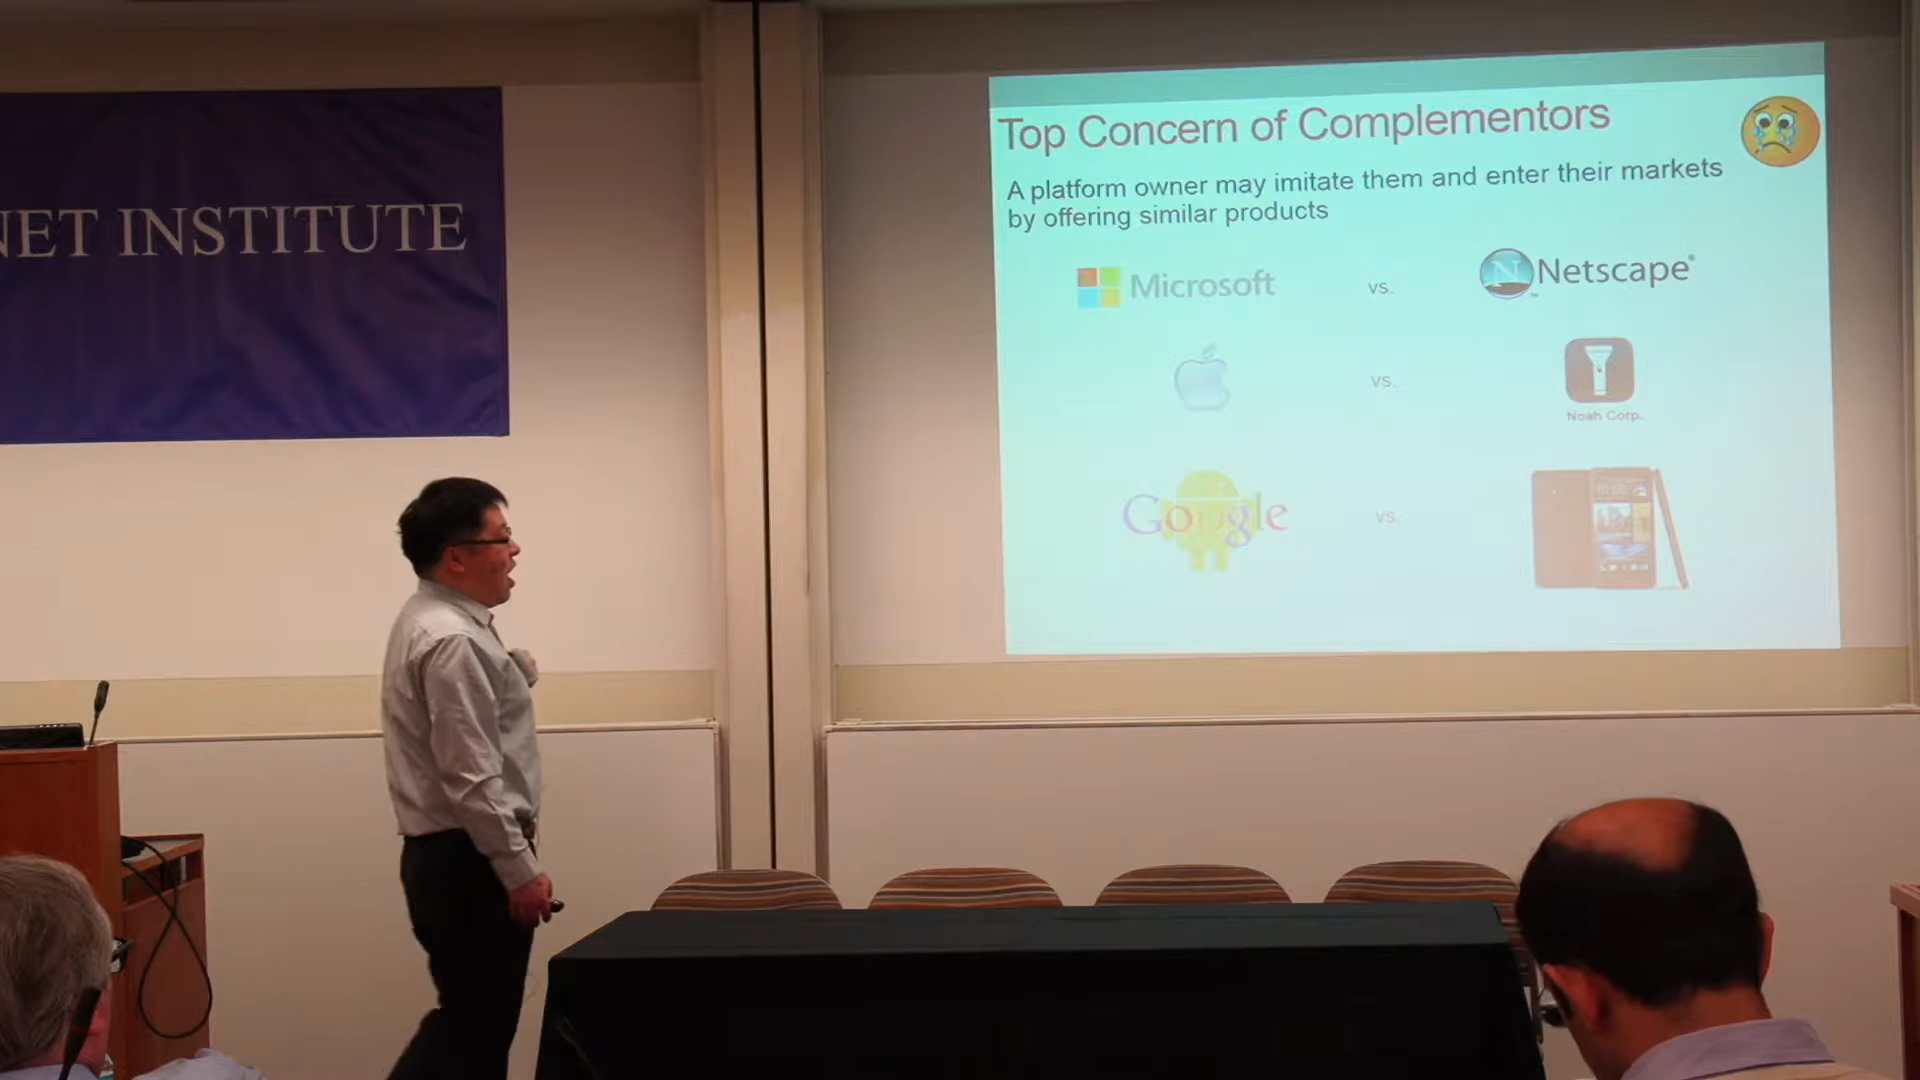 NET INSTITUTE
Top Concern of Complementors
A platform owner may imitate them and enter their markets
by offering similar products
Microsoft vs. Netscape®
vs.
Noah Corp.
Google vs.